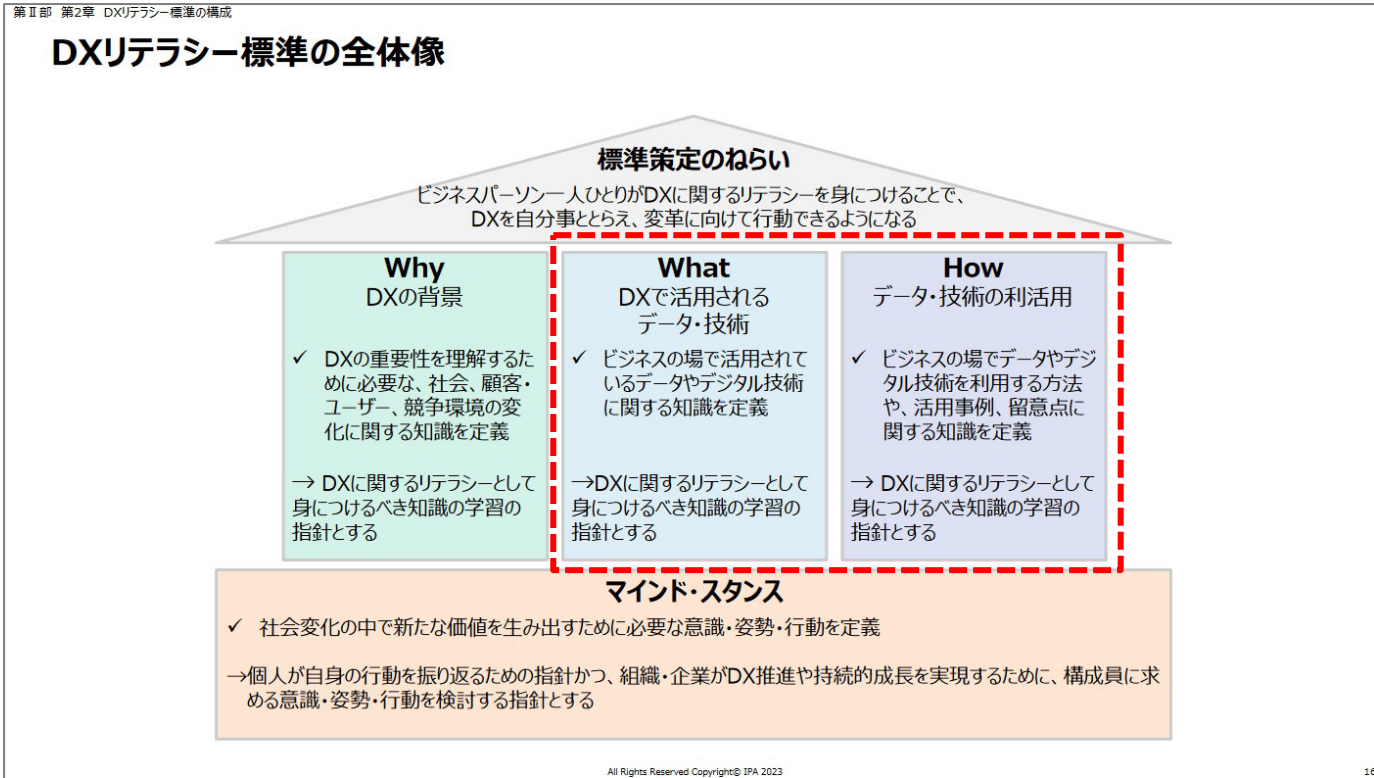 第Ⅱ部 第2章 DXリテラシー標準の構成
DXリテラシー標準の全体像
標準策定のねらい
ビジネスパーソン一人ひとりがDXに関するリテラシーを身につけることで、
DXを自分事ととらえ、変革に向けて行動できるようになる
Why
DXの背景
✓ DXの重要性を理解するた
めに必要な、社会、顧客・
ユーザー、競争環境の変
化に関する知識を定義
→ DXに関するリテラシーとして
身につけるべき知識の学習の
指針とする
What
DXで活用される
データ・技術
✓ ビジネスの場で活用されて
いるデータやデジタル技術
に関する知識を定義
→DXに関するリテラシーとして
身につけるべき知識の学習の
指針とする
How
データ・技術の利活用
✓ ビジネスの場でデータやデジ
タル技術を利用する方法
や、活用事例、留意点に
関する知識を定義
→ DXに関するリテラシーとして
身につけるべき知識の学習の
指針とする
マインド・スタンス
✓ 社会変化の中で新たな価値を生み出すために必要な意識・姿勢・行動を定義
→個人が自身の行動を振り返るための指針かつ、組織・企業がDX推進や持続的成長を実現するために、構成員に求
める意識・姿勢・行動を検討する指針とする
All Rights Reserved Copyright© IPA 2023
16